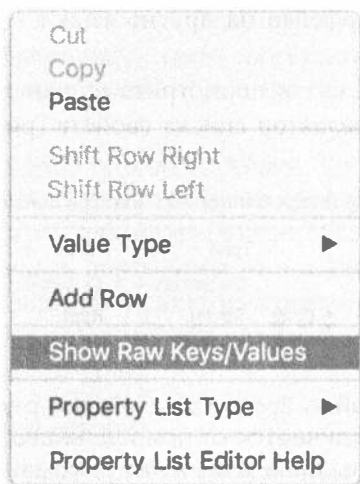 Cut
Copy
Paste
Shift Row Right
Shift Row Left
Value Type
Add Row
Show Raw Keys/Values
Property List Type
Property List Editor Help